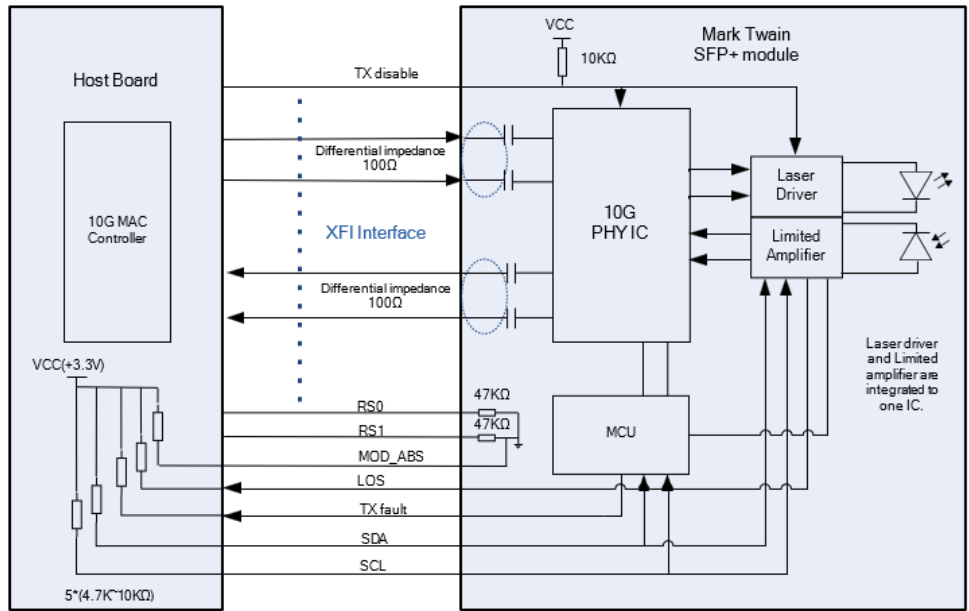 Host Board
10G MAC
Controller
VCC(+3.3V)
5*(4.7K~10KΩ)
TX disable
Differential impedance
100Ω
XFI Interface
Differential impedance
100Ω
RS0
RS1
MOD_ABS
LOS
TX fault
SDA
SCL
VCC
10KΩ
Mark Twain
SFP+ module
10G
PHY IC
Laser
Driver
Limited
Amplifier
Laser driver
and Limited
amplifier are
integrated to
one IC.
47KΩ
47KΩ
MCU